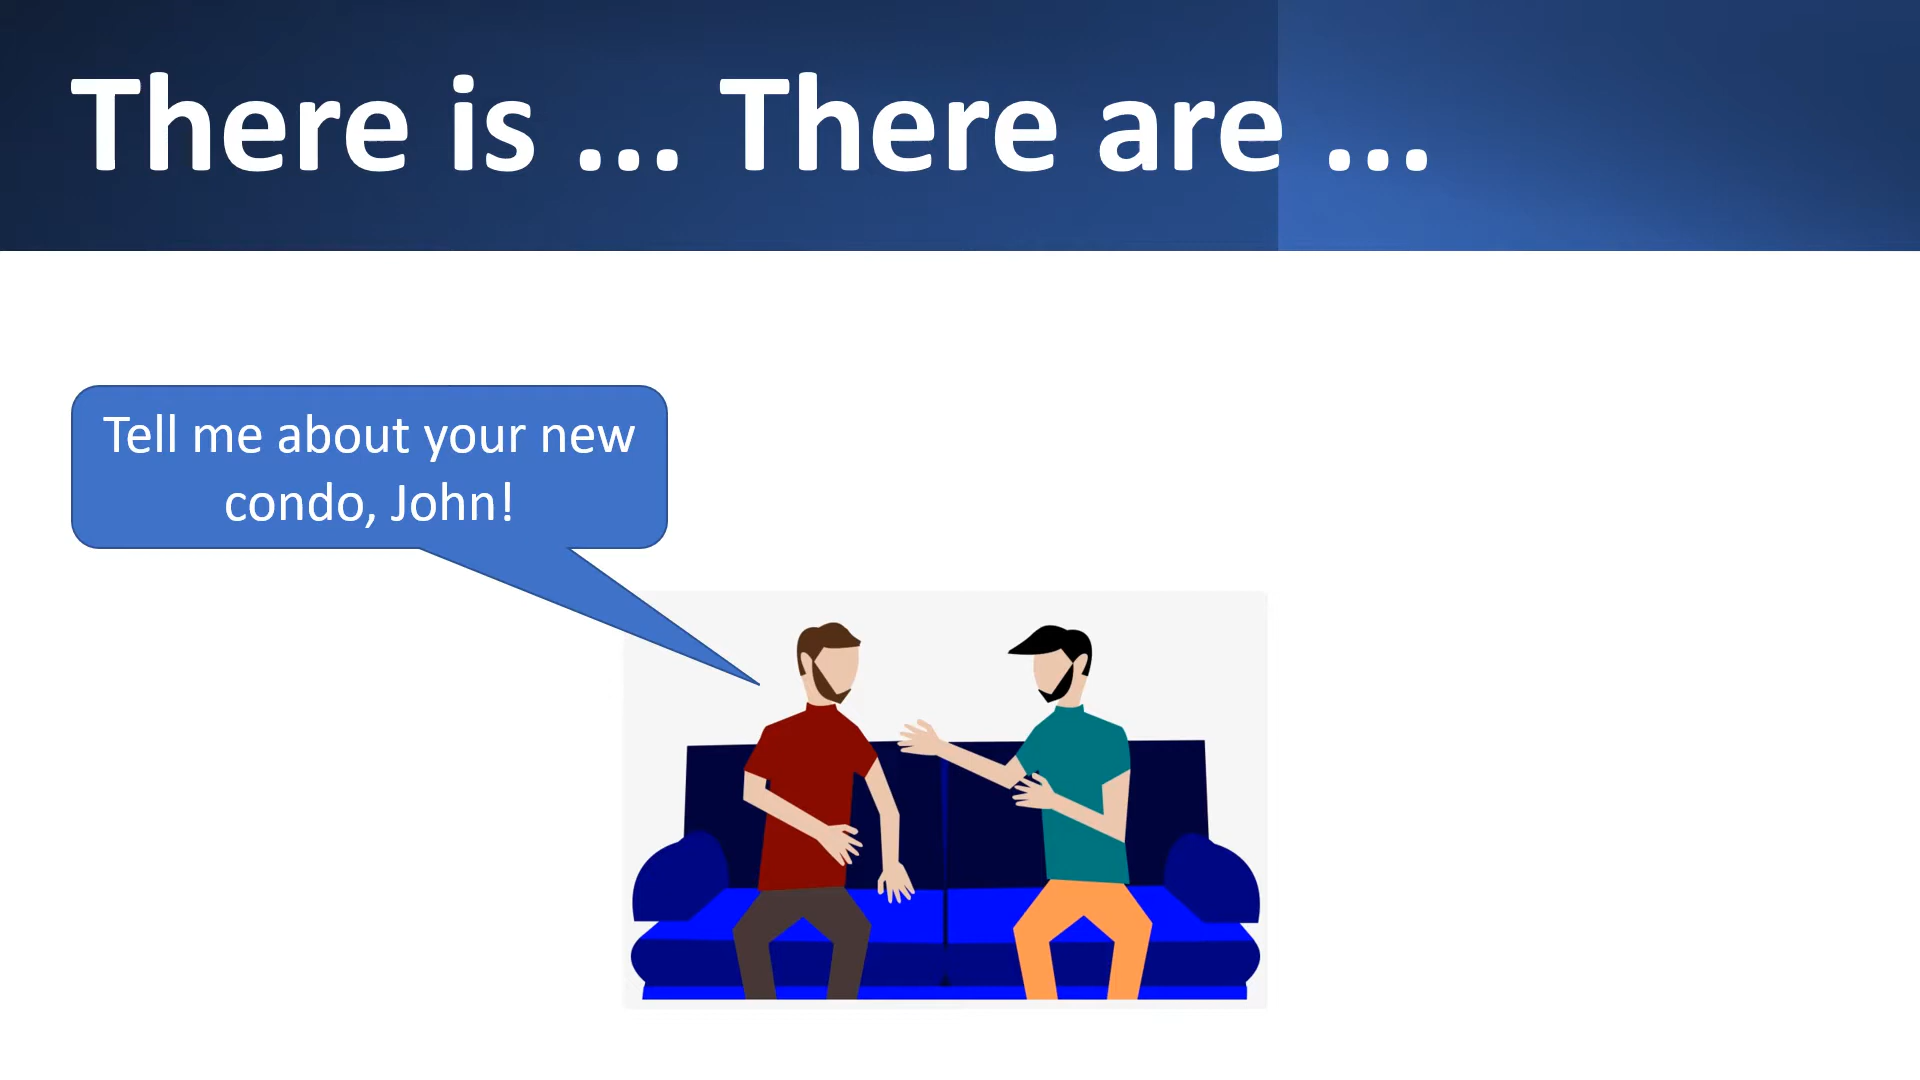 There is ... There are ...
Tell me about your new
condo, John!